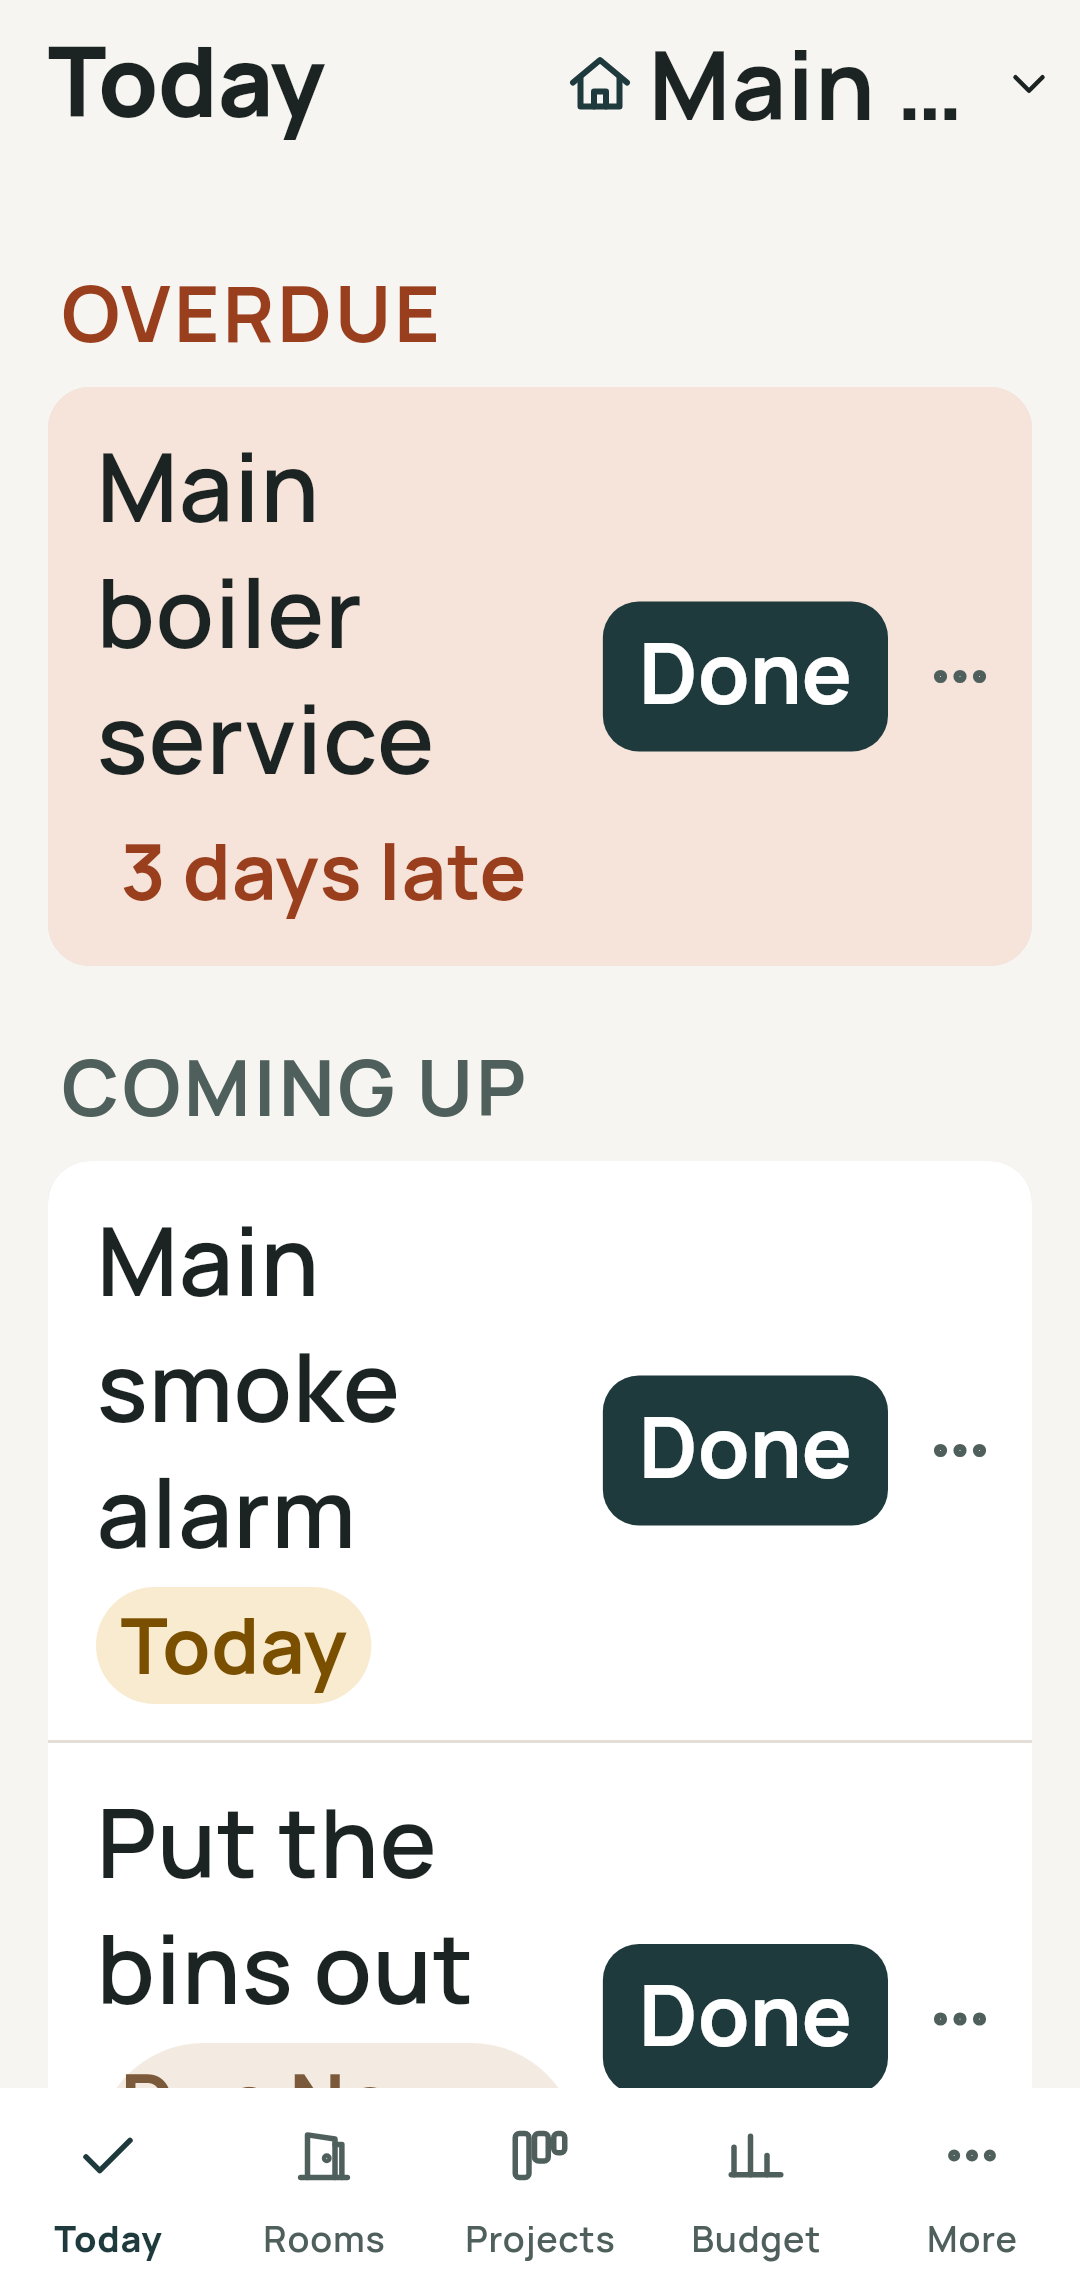 Today
Main ...
OVERDUE
Main
boiler
service
3 days late
Done
COMING UP
Main
smoke
alarm
Today
Done
Put the
bins out
Done
Today
Rooms
Projects
Budget
More